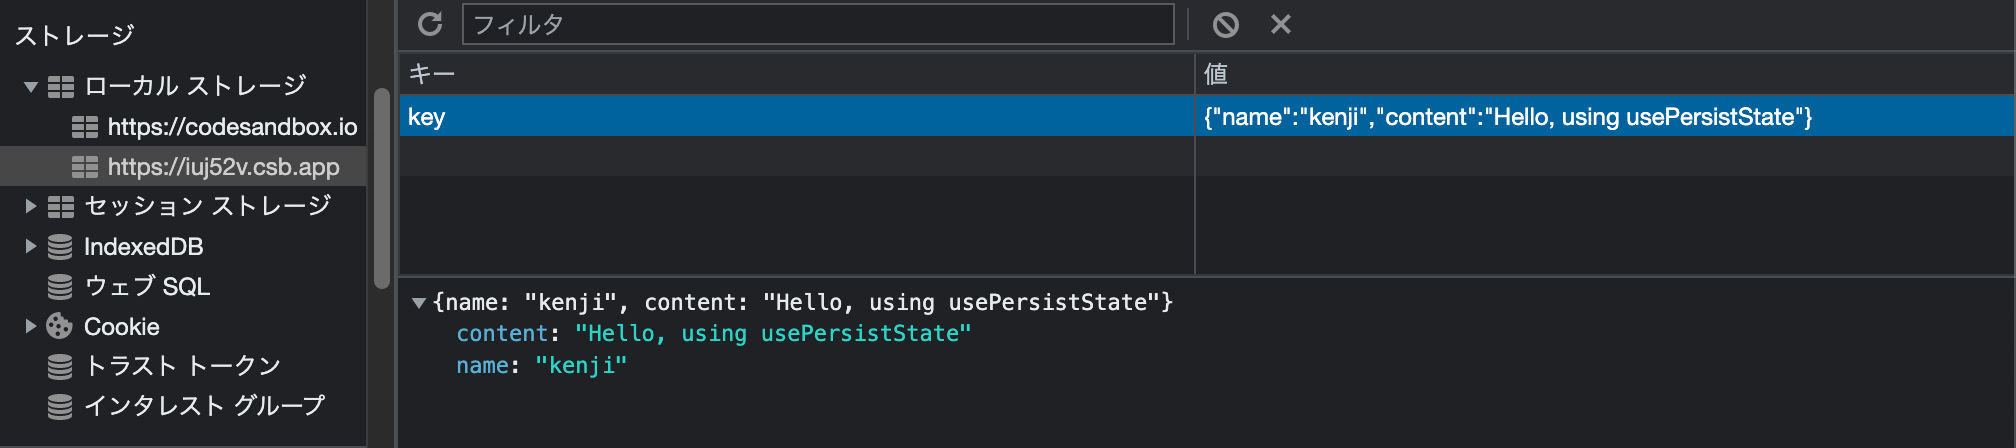 ストレージ
ローカル ストレージ
https://codesandbox.io
https://iuj52v.csb.app
セッション ストレージ
IndexedDB
ウェブ SQL
Cookie
トラスト トークン
インタレスト グループ
フィルタ
キー 値
key {"name":"kenji","content":"Hello, using usePersistState"}
{name: "kenji", content: "Hello, using usePersistState"}
content: "Hello, using usePersistState"
name: "kenji"